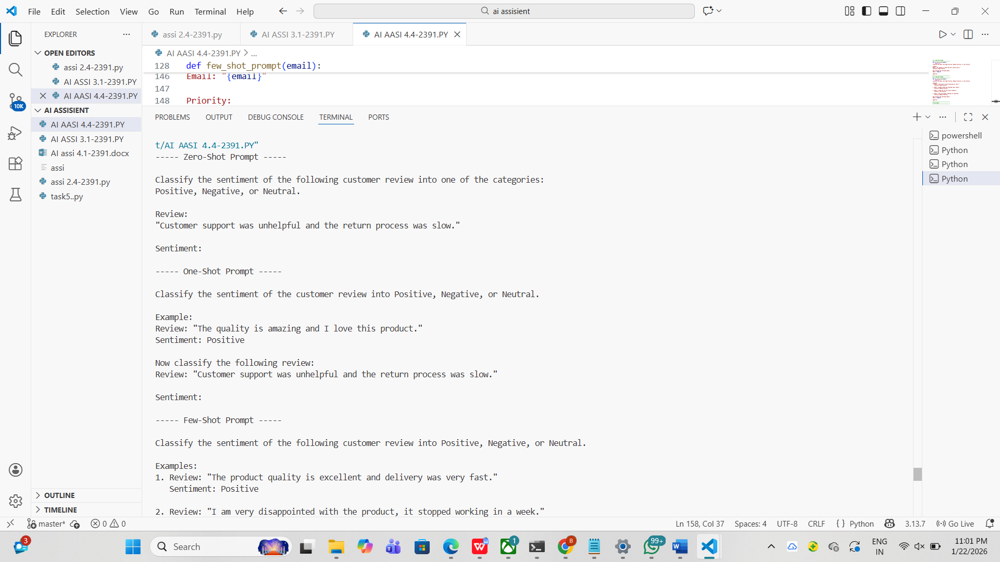 File Edit Selection View Go Run Terminal Help
ai assisient
EXPLORER
OPEN EDITORS
assi 2.4-2391.py
AI ASSI 3.1-2391.PY
AI AASI 4.4-2391.PY
10K
AI ASSISIENT
AI AASI 4.4-2391.PY
AI ASSI 3.1-2391.PY
AI assi 4.1-2391.docx
assi
assi 2.4-2391.py
task5..py
OUTLINE
TIMELINE
assi 2.4-2391.py AI ASSI 3.1-2391.PY AI AASI 4.4-2391.PY
AI AASI 4.4-2391.PY > ...
128 def few_shot_prompt(email):
146 Email: "{email}"
147
148 Priority:
PROBLEMS OUTPUT DEBUG CONSOLE TERMINAL PORTS
t/AI AASI 4.4-2391.PY"
----- Zero-Shot Prompt -----
Classify the sentiment of the following customer review into one of the categories:
Positive, Negative, or Neutral.
Review:
"Customer support was unhelpful and the return process was slow."
Sentiment:
----- One-Shot Prompt -----
Classify the sentiment of the customer review into Positive, Negative, or Neutral.
Example:
Review: "The quality is amazing and I love this product."
Sentiment: Positive
Now classify the following review:
Review: "Customer support was unhelpful and the return process was slow."
Sentiment:
----- Few-Shot Prompt -----
Classify the sentiment of the following customer review into Positive, Negative, or Neutral.
Examples:
1. Review: "The product quality is excellent and delivery was very fast."
Sentiment: Positive
2. Review: "I am very disappointed with the product, it stopped working in a week."
powershell
Python
Python
Python
master* 0 0 Ln 158, Col 37 Spaces: 4 UTF-8 CRLF { } Python 3.13.7 Go Live
3 Search 1 B 99+ ENG IN 11:01 PM 1/22/2026